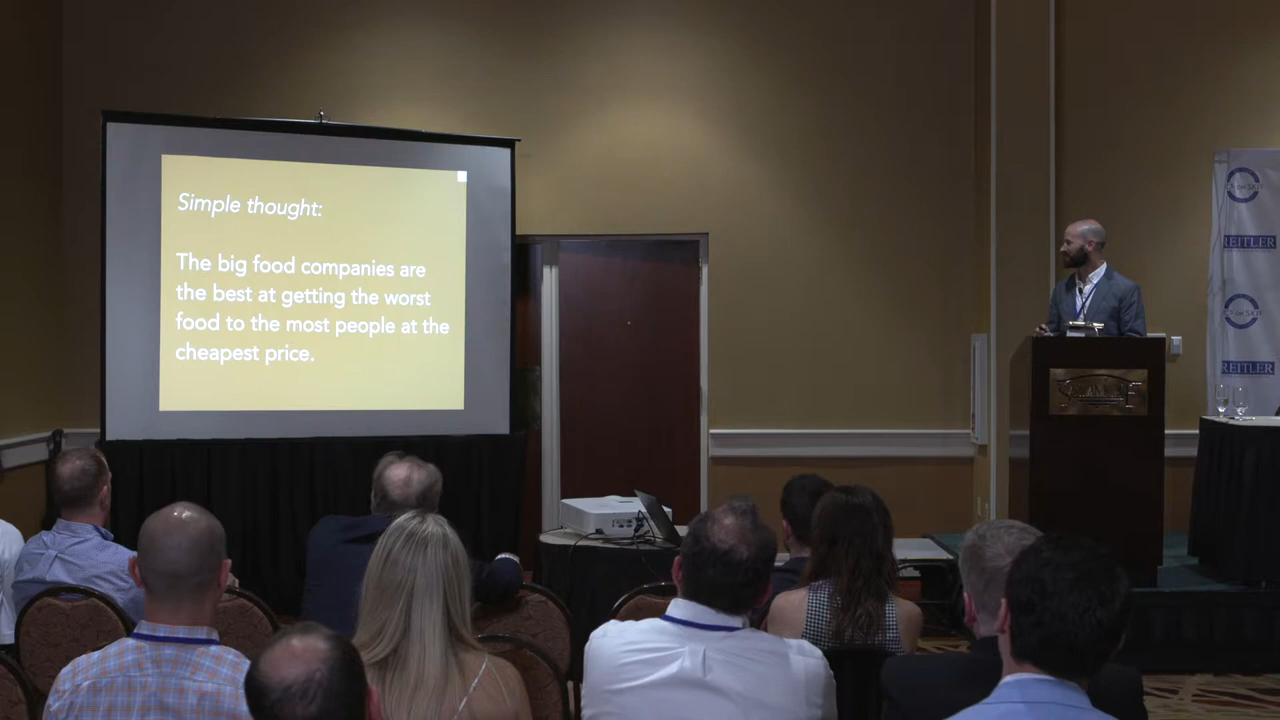 Simple thought:
The big food companies are
the best at getting the worst
food to the most people at the
cheapest price.
REITLER
REITLER